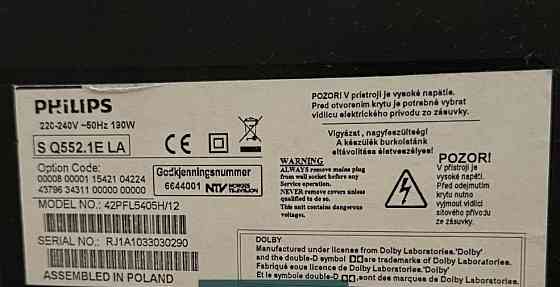 PHILIPS
220-240V ~50Hz 190W
S Q552.1E LA
Option Code:
00008 00001 15421 04224
43796 34311 00000 00000
MODEL NO.: 42PFL5405H/12
SERIAL NO.: RJ1A1033030290
ASSEMBLED IN POLAND
CE
Godkjenningsnummer
6644001 NTV NORGES TELEVISJON
POZOR! V pristroji je vysoké napätie.
Pred otvorením krytu je potrebné vybrat
vidlicu elektrického prívodu zo zásuvky.
Vigyázat, nagyfeszültség!
A készülék burkolatánk
eltávolítása életveszélyes!
WARNING
ALWAYS remove mains plug
from wall socket before any
Service operation.
NEVER remove covers unless
qualified to do so.
This unit contains dangerous
voltages.
POZOR!
V přístroji je
vysoké napětí.
Před odejmutím
krytu nutno
vyjmout vidlici
síťového přívodu
ze zásuvky.
DOLBY
Manufactured under license from Dolby Laboratories.'Dolby'
and the double-D symbol are trademarks of Dolby Laboratories.
Fabriqué sous licence de Dolby Laboratories. 'Dolby'
Et le symbole double-D ,sont des marques de Dolby